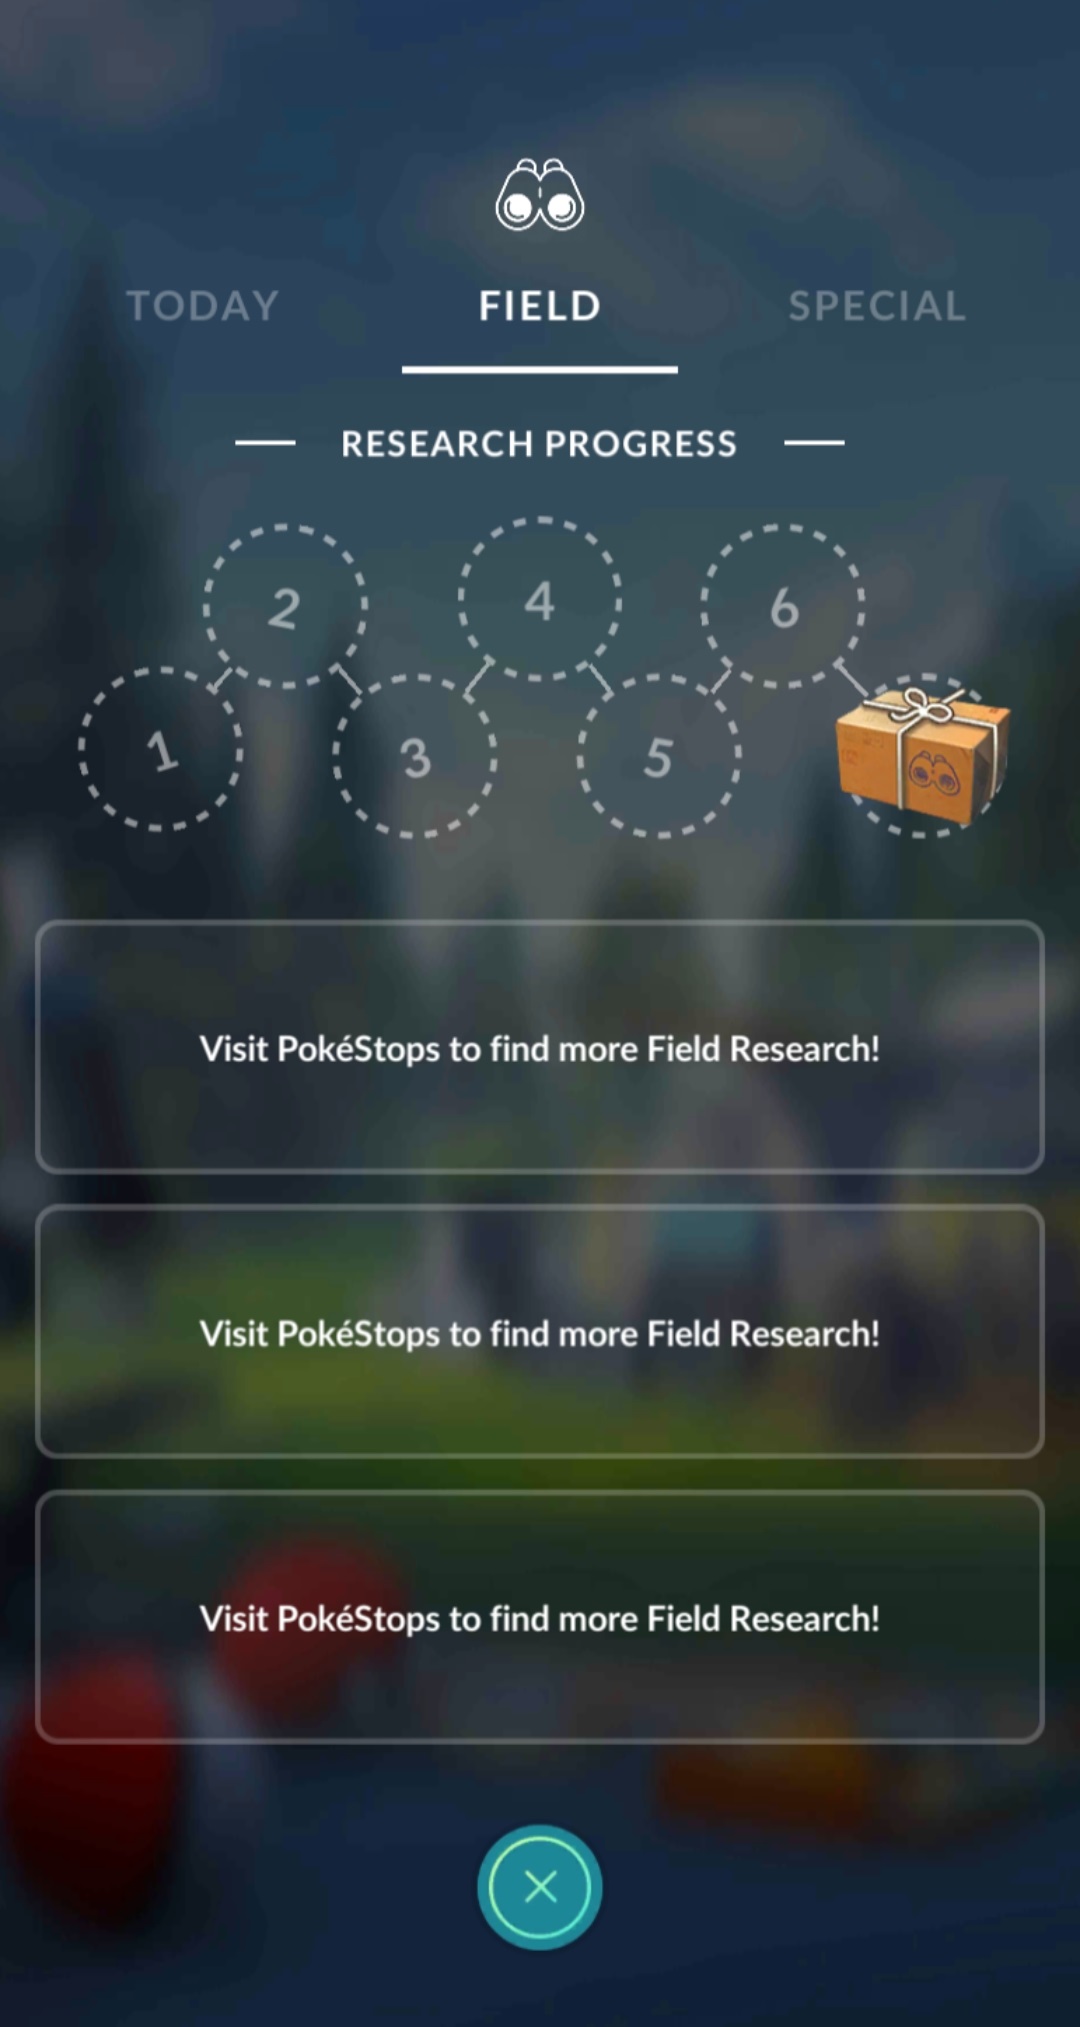 TODAY FIELD SPECIAL
RESEARCH PROGRESS
2 4 6
1 3 5
Visit PokéStops to find more Field Research!
Visit PokéStops to find more Field Research!
Visit PokéStops to find more Field Research!